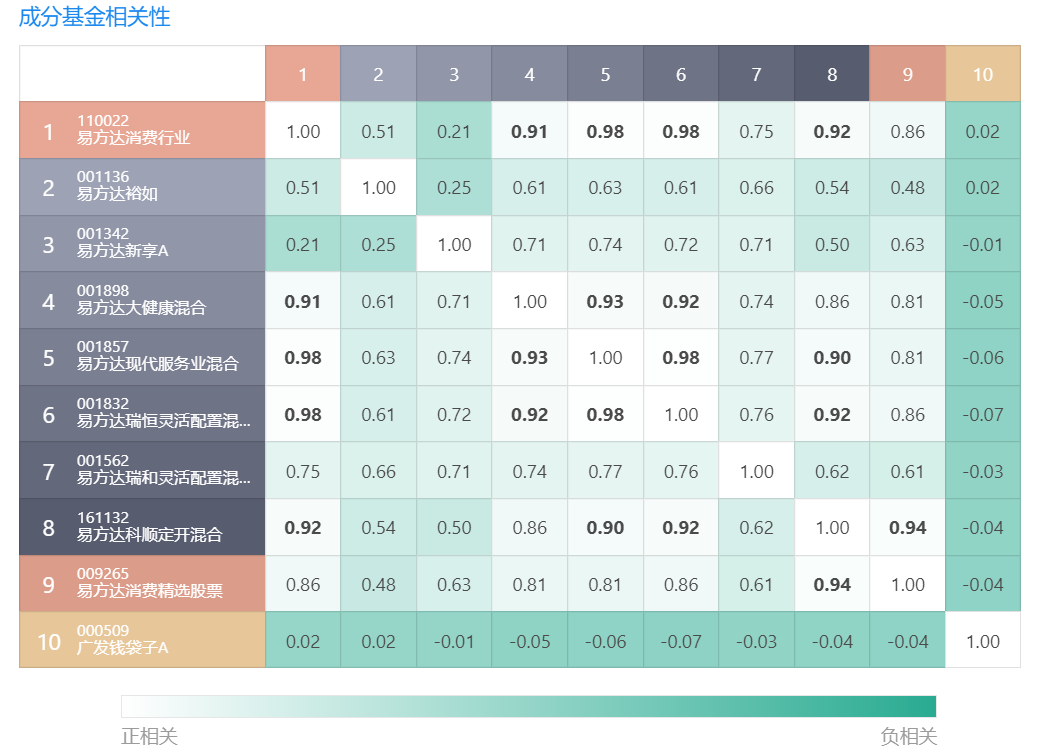 成分基金相关性
1 2 3 4 5 6 7 8 9 10
1 110022 易方达消费行业 1.00 0.51 0.21 0.91 0.98 0.98 0.75 0.92 0.86 0.02
2 001136 易方达裕如 0.51 1.00 0.25 0.61 0.63 0.61 0.66 0.54 0.48 0.02
3 001342 易方达新享A 0.21 0.25 1.00 0.71 0.74 0.72 0.71 0.50 0.63 -0.01
4 001898 易方达大健康混合 0.91 0.61 0.71 1.00 0.93 0.92 0.74 0.86 0.81 -0.05
5 001857 易方达现代服务业混合 0.98 0.63 0.74 0.93 1.00 0.98 0.77 0.90 0.81 -0.06
6 001832 易方达瑞恒灵活配置混... 0.98 0.61 0.72 0.92 0.98 1.00 0.76 0.92 0.86 -0.07
7 001562 易方达瑞和灵活配置混... 0.75 0.66 0.71 0.74 0.77 0.76 1.00 0.62 0.61 -0.03
8 161132 易方达科顺定开混合 0.92 0.54 0.50 0.86 0.90 0.92 0.62 1.00 0.94 -0.04
9 009265 易方达消费精选股票 0.86 0.48 0.63 0.81 0.81 0.86 0.61 0.94 1.00 -0.04
10 000509 广发钱袋子A 0.02 0.02 -0.01 -0.05 -0.06 -0.07 -0.03 -0.04 -0.04 1.00
正相关 负相关